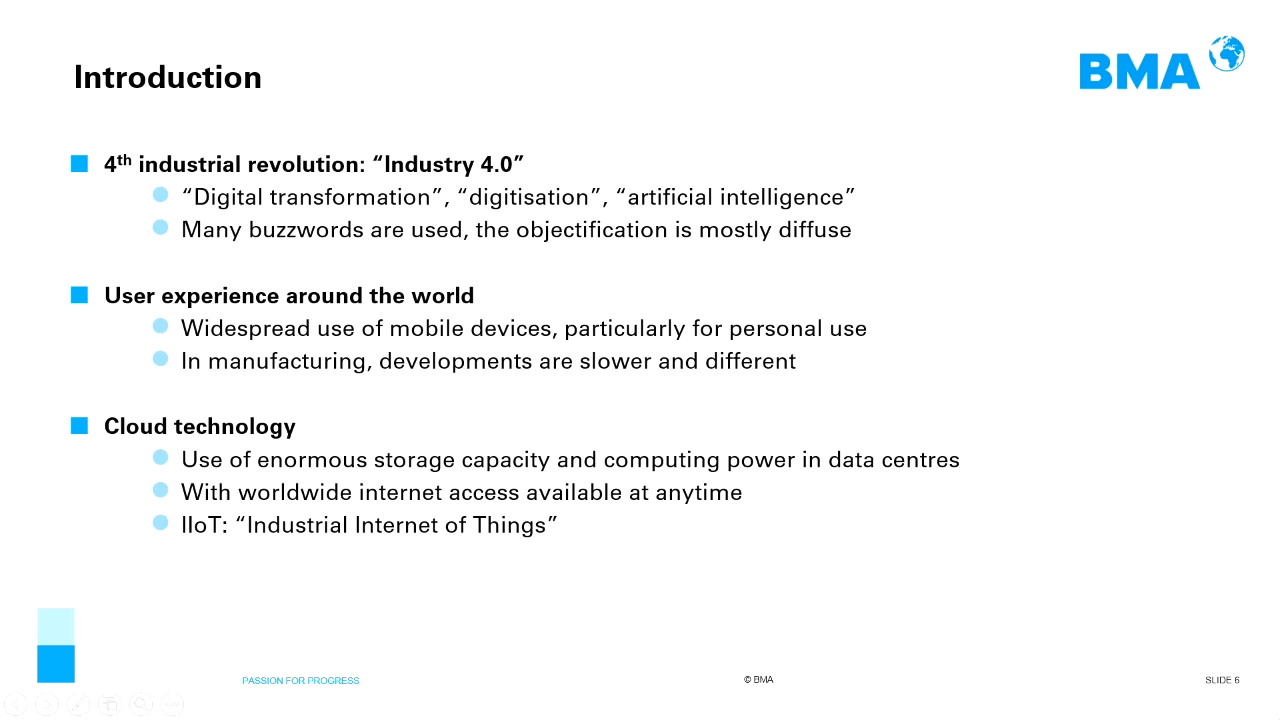 Introduction
BMA
4th industrial revolution: “Industry 4.0”
“Digital transformation”, “digitisation”, “artificial intelligence”
Many buzzwords are used, the objectification is mostly diffuse
User experience around the world
Widespread use of mobile devices, particularly for personal use
In manufacturing, developments are slower and different
Cloud technology
Use of enormous storage capacity and computing power in data centres
With worldwide internet access available at anytime
IIoT: “Industrial Internet of Things”
PASSION FOR PROGRESS
© BMA
SLIDE 6